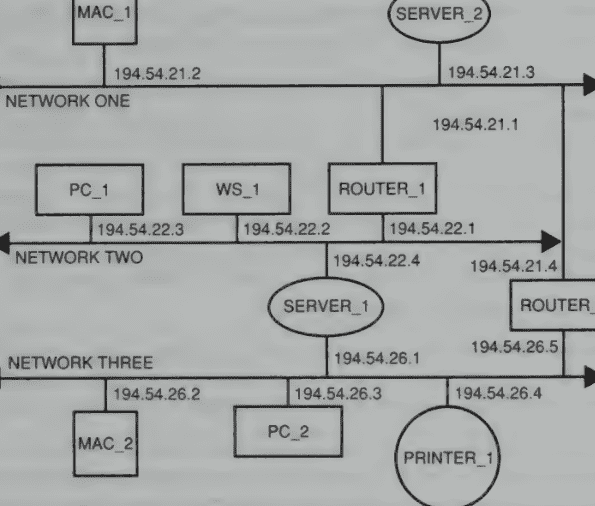 MAC_1
SERVER_2
194.54.21.2
194.54.21.3
NETWORK ONE
194.54.21.1
PC_1
WS_1
ROUTER_1
194.54.22.3
194.54.22.2
194.54.22.1
NETWORK TWO
194.54.22.4
194.54.21.4
SERVER_1
ROUTER_
194.54.26.5
194.54.26.1
NETWORK THREE
194.54.26.2
194.54.26.3
194.54.26.4
MAC_2
PC_2
PRINTER_1